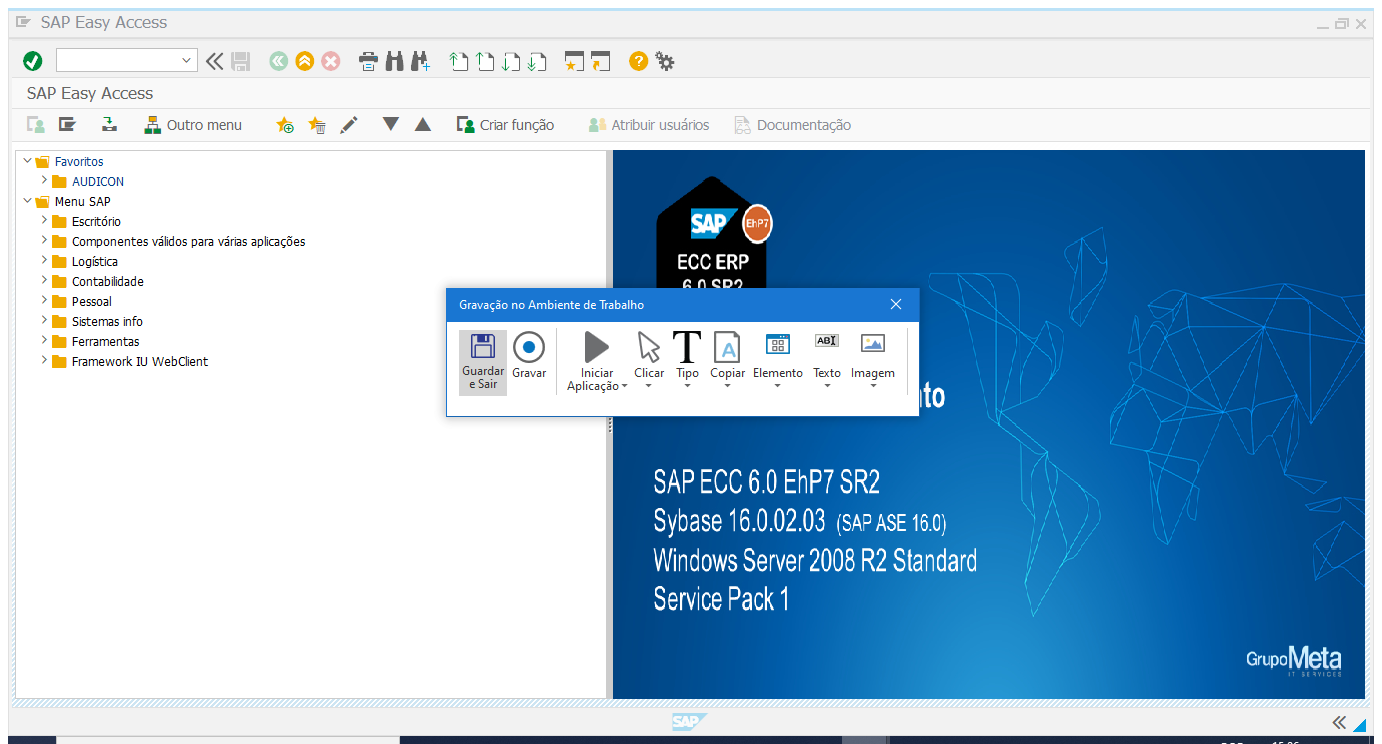 SAP Easy Access
SAP Easy Access
Outro menu
Criar função
Atribuir usuários
Documentação
Favoritos
AUDICON
Menu SAP
Escritório
Componentes válidos para várias aplicações
Logística
Contabilidade
Pessoal
Sistemas info
Ferramentas
Framework IU WebClient
SAP
EhP7
ECC ERP
6.0 SR2
Gravação no Ambiente de Trabalho
Guardar
e Sair
Gravar
Iniciar
Aplicação
Clicar
T
Tipo
A
Copiar
Elemento
ABI
Texto
Imagem
to
SAP ECC 6.0 EhP7 SR2
Sybase 16.0.02.03 (SAP ASE 16.0)
Windows Server 2008 R2 Standard
Service Pack 1
GrupoMeta
IT SERVICES
SAP